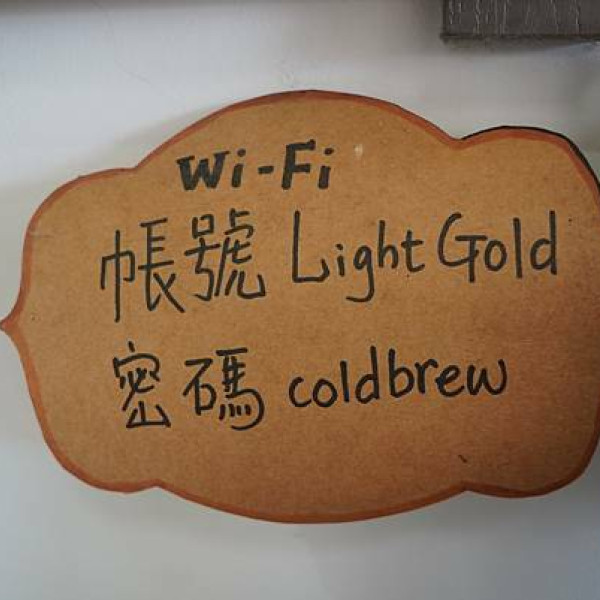 Wi-Fi
帳號 Light Gold
密碼 coldbrew